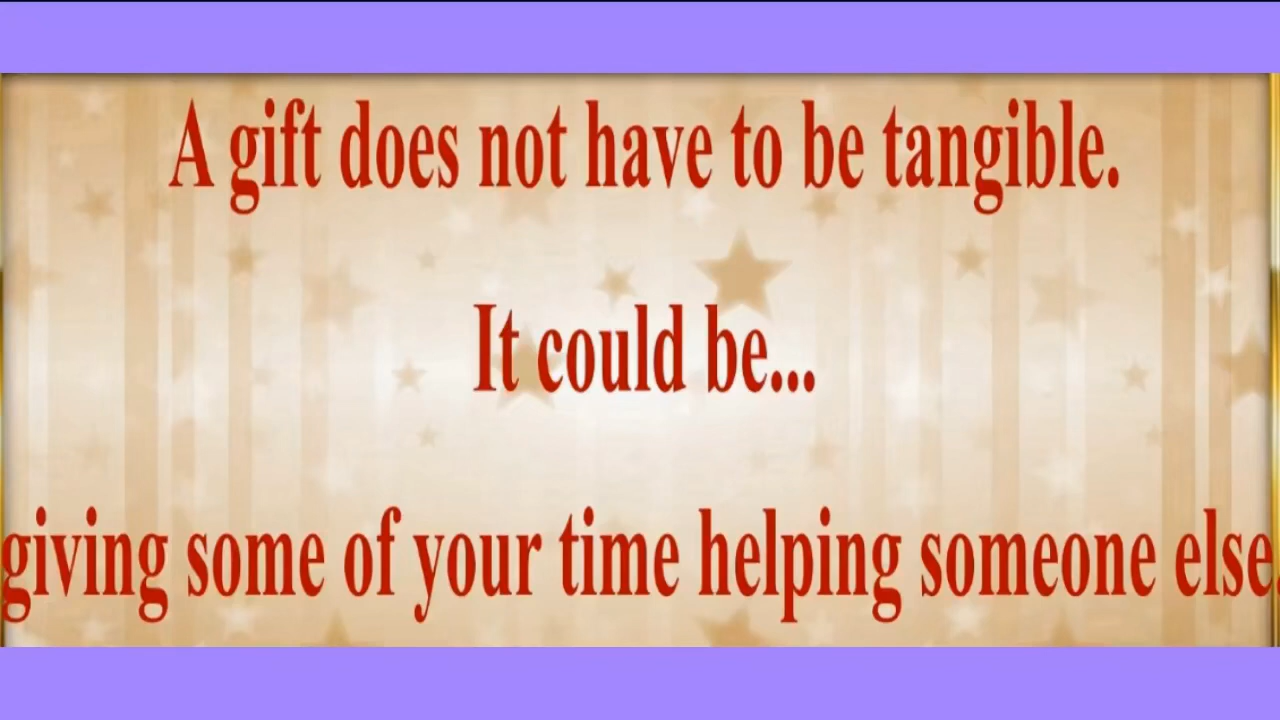 A gift does not have to be tangible.
It could be...
giving some of your time helping someone else.